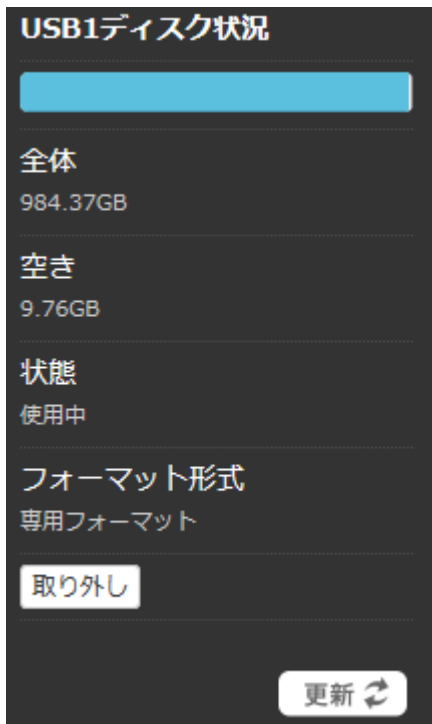 USB1ディスク状況
全体
984.37GB
空き
9.76GB
状態
使用中
フォーマット形式
専用フォーマット
取り外し
更新